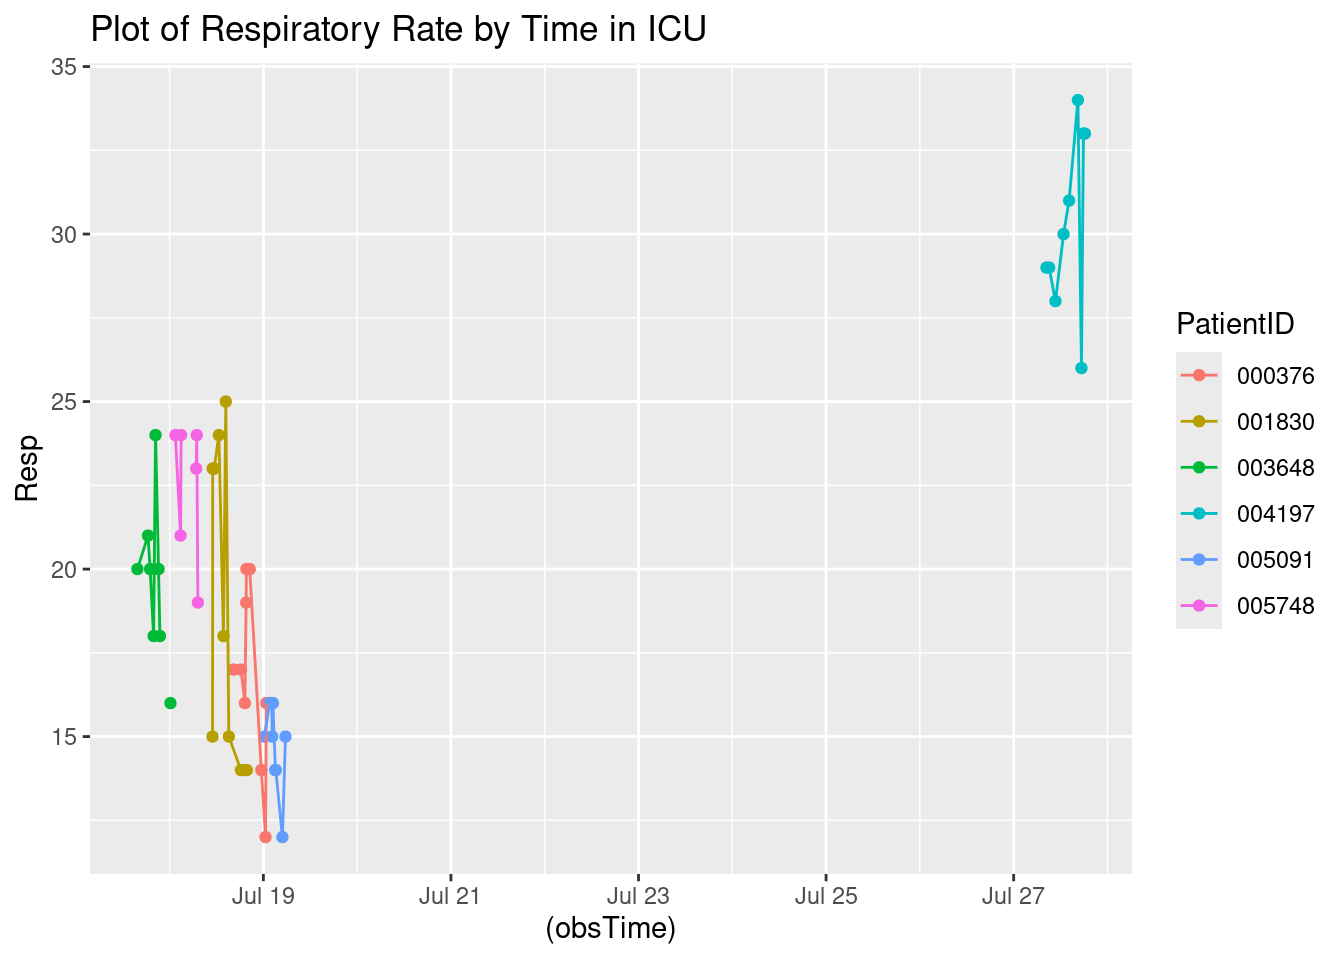 Plot of Respiratory Rate by Time in ICU
35
30
25
20
15
Resp
Jul 19 Jul 21 Jul 23 Jul 25 Jul 27
(obsTime)
PatientID
000376
001830
003648
004197
005091
005748